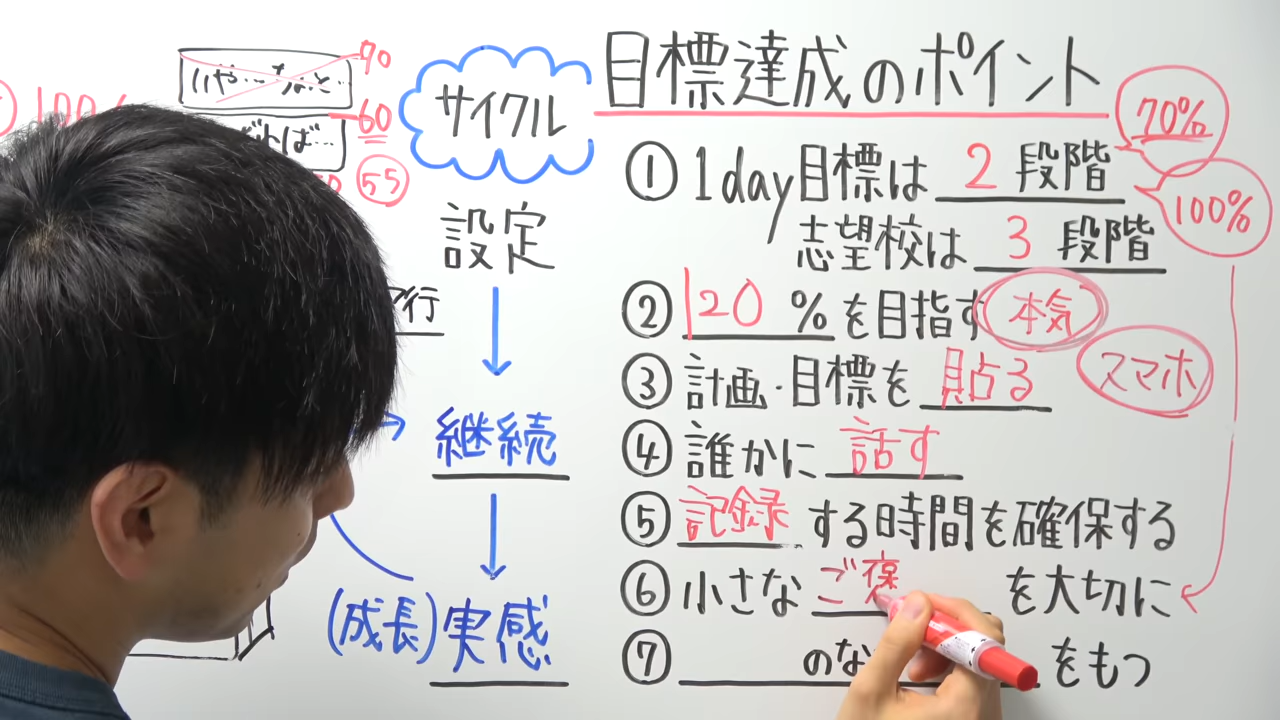 100
いや…なと…
90
60
れば…
55
サイクル
設定
行
継続
(成長)実感
目標達成のポイント
70%
① 1day目標は 2 段階
100%
志望校は 3 段階
② 120 %を目指す 本気
③ 計画・目標を 貼る スマホ
④ 誰かに 話す
⑤ 記録 する時間を確保する
⑥ 小さな ご褒 を大切に
⑦ のな をもつ